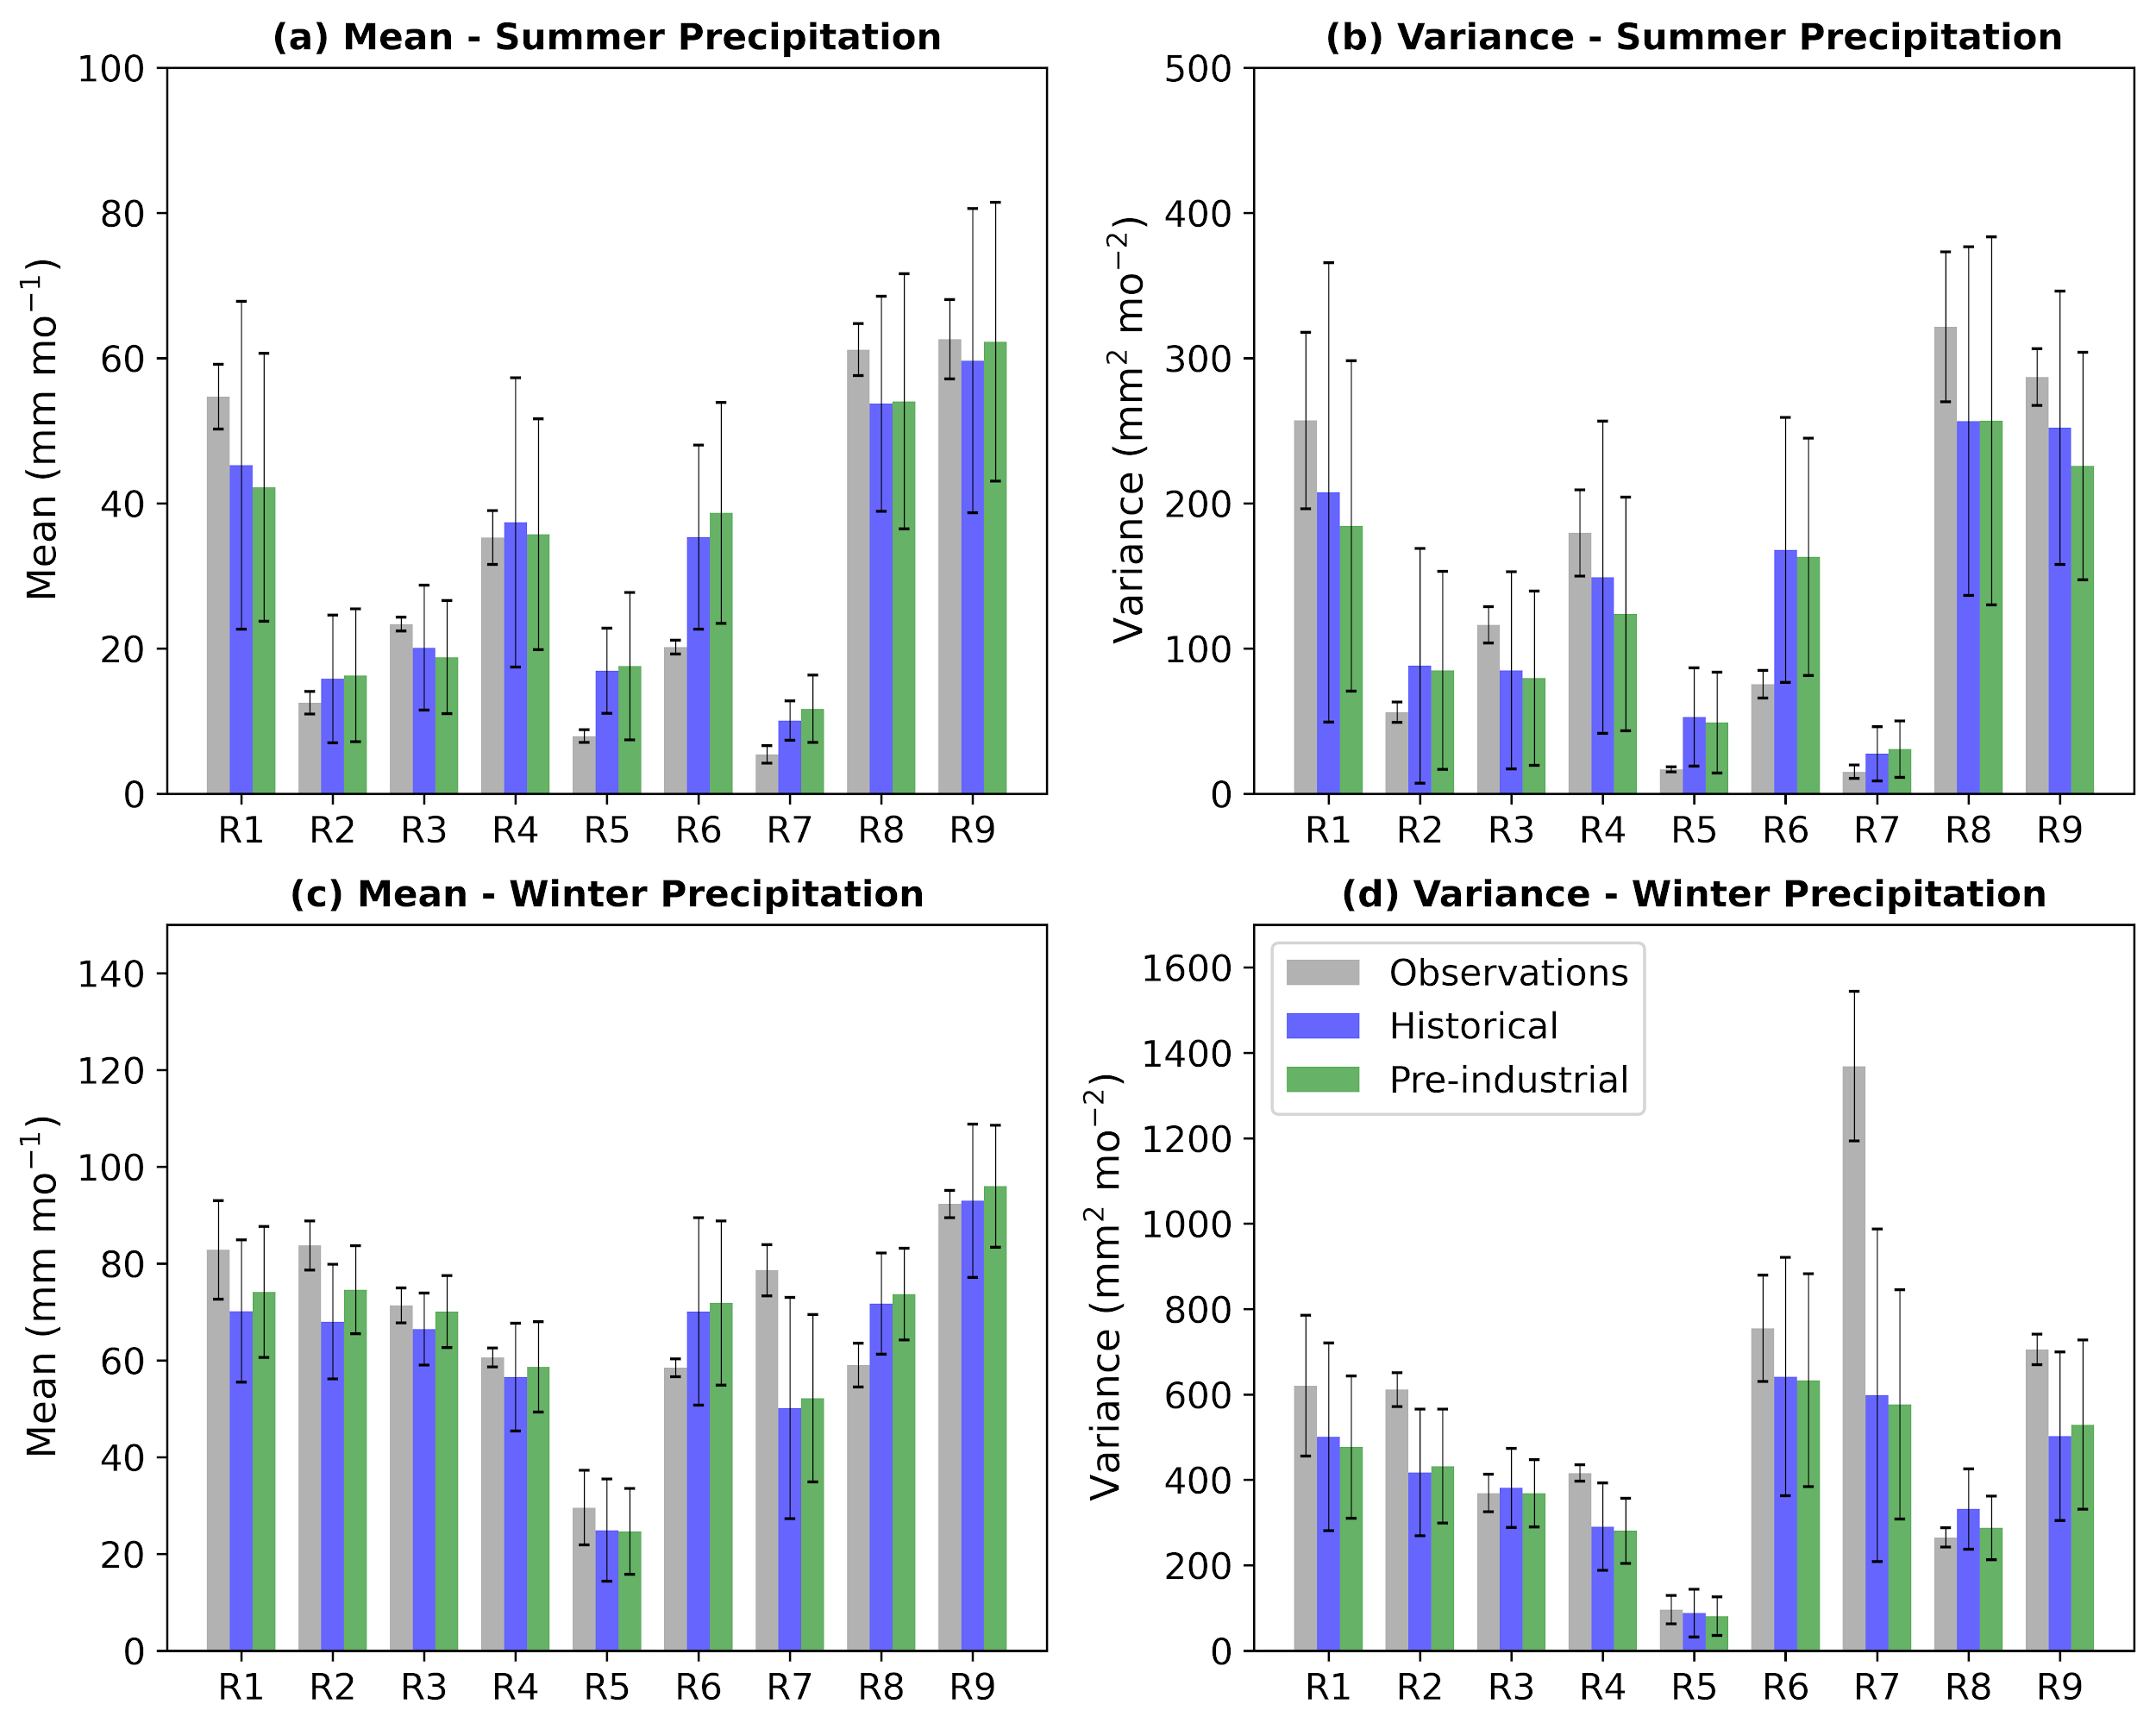 (a) Mean - Summer Precipitation
100
80
60
40
20
0
Mean (mm mo⁻¹)
R1 R2 R3 R4 R5 R6 R7 R8 R9
(b) Variance - Summer Precipitation
500
400
300
200
100
0
Variance (mm² mo⁻²)
R1 R2 R3 R4 R5 R6 R7 R8 R9
(c) Mean - Winter Precipitation
140
120
100
80
60
40
20
0
Mean (mm mo⁻¹)
R1 R2 R3 R4 R5 R6 R7 R8 R9
(d) Variance - Winter Precipitation
1600
1400
1200
1000
800
600
400
200
0
Variance (mm² mo⁻²)
Observations
Historical
Pre-industrial
R1 R2 R3 R4 R5 R6 R7 R8 R9